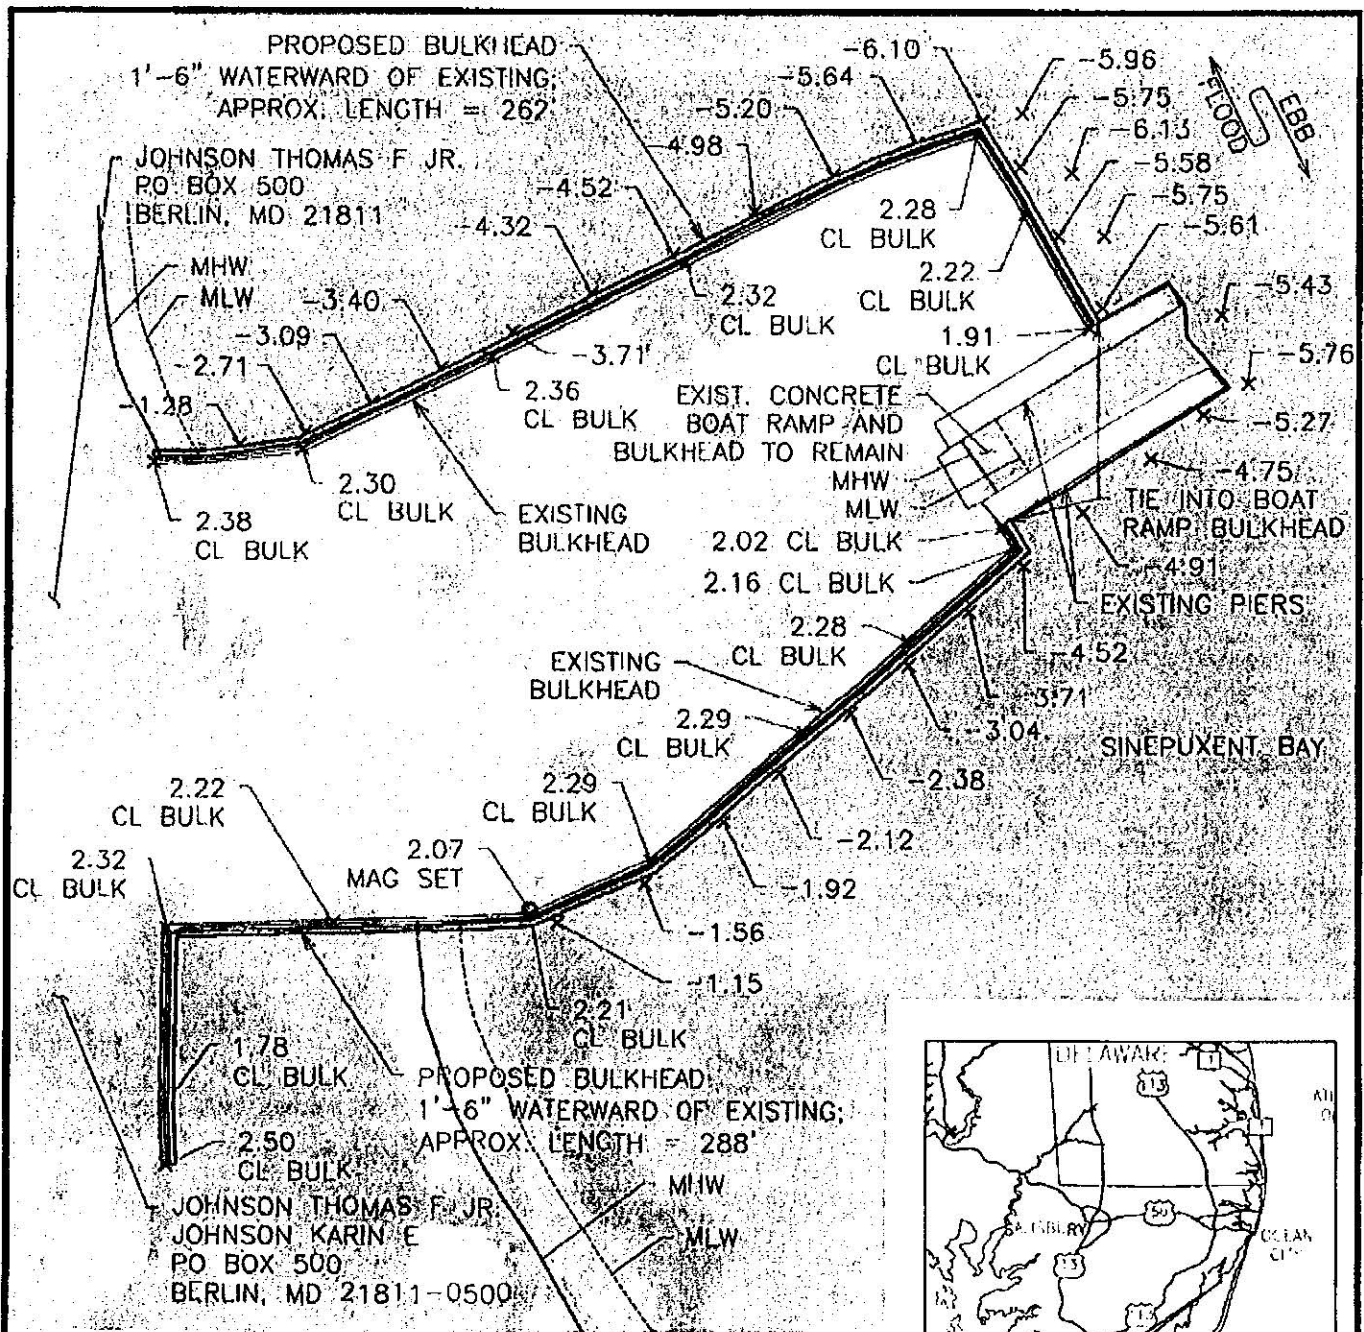 PROPOSED BULKHEAD
1'-6" WATERWARD OF EXISTING;
APPROX. LENGTH = 262'
-6.10
-5.64
-5.20
-4.98
-4.52
-4.32
-5.96
-5.75
-6.13
-5.58
-5.75
-5.61
FLOOD
EBB
JOHNSON THOMAS F JR.
PO BOX 500
BERLIN, MD 21811
MHW
MLW
-3.40
-3.09
-2.71
-1.28
2.28
CL BULK
2.22
CL BULK
1.91
CL BULK
2.32
CL BULK
-3.71'
2.36
CL BULK
-5.43
-5.76
-5.27
-4.75
EXIST. CONCRETE
BOAT RAMP AND
BULKHEAD TO REMAIN
MHW
MLW
2.30
CL BULK
2.38
CL BULK
EXISTING
BULKHEAD
TIE INTO BOAT
RAMP BULKHEAD
2.02 CL BULK
2.16 CL BULK
-4.91
EXISTING PIERS
2.28
CL BULK
-4.52
EXISTING
BULKHEAD
-3.71
-3.04
2.29
CL BULK
SINEPUXENT BAY
-2.38
2.22
CL BULK
2.29
CL BULK
-2.12
2.32
CL BULK
2.07
MAG SET
-1.92
-1.56
-1.15
2.21
CL BULK
1.78
CL BULK
PROPOSED BULKHEAD
1'-6" WATERWARD OF EXISTING;
APPROX. LENGTH = 288'
2.50
CL BULK
MHW
MLW
JOHNSON THOMAS F JR.
JOHNSON KARIN E
PO BOX 500
BERLIN, MD 21811-0500
DELAWARE
1
113
50
SALISBURY
OCEAN
13